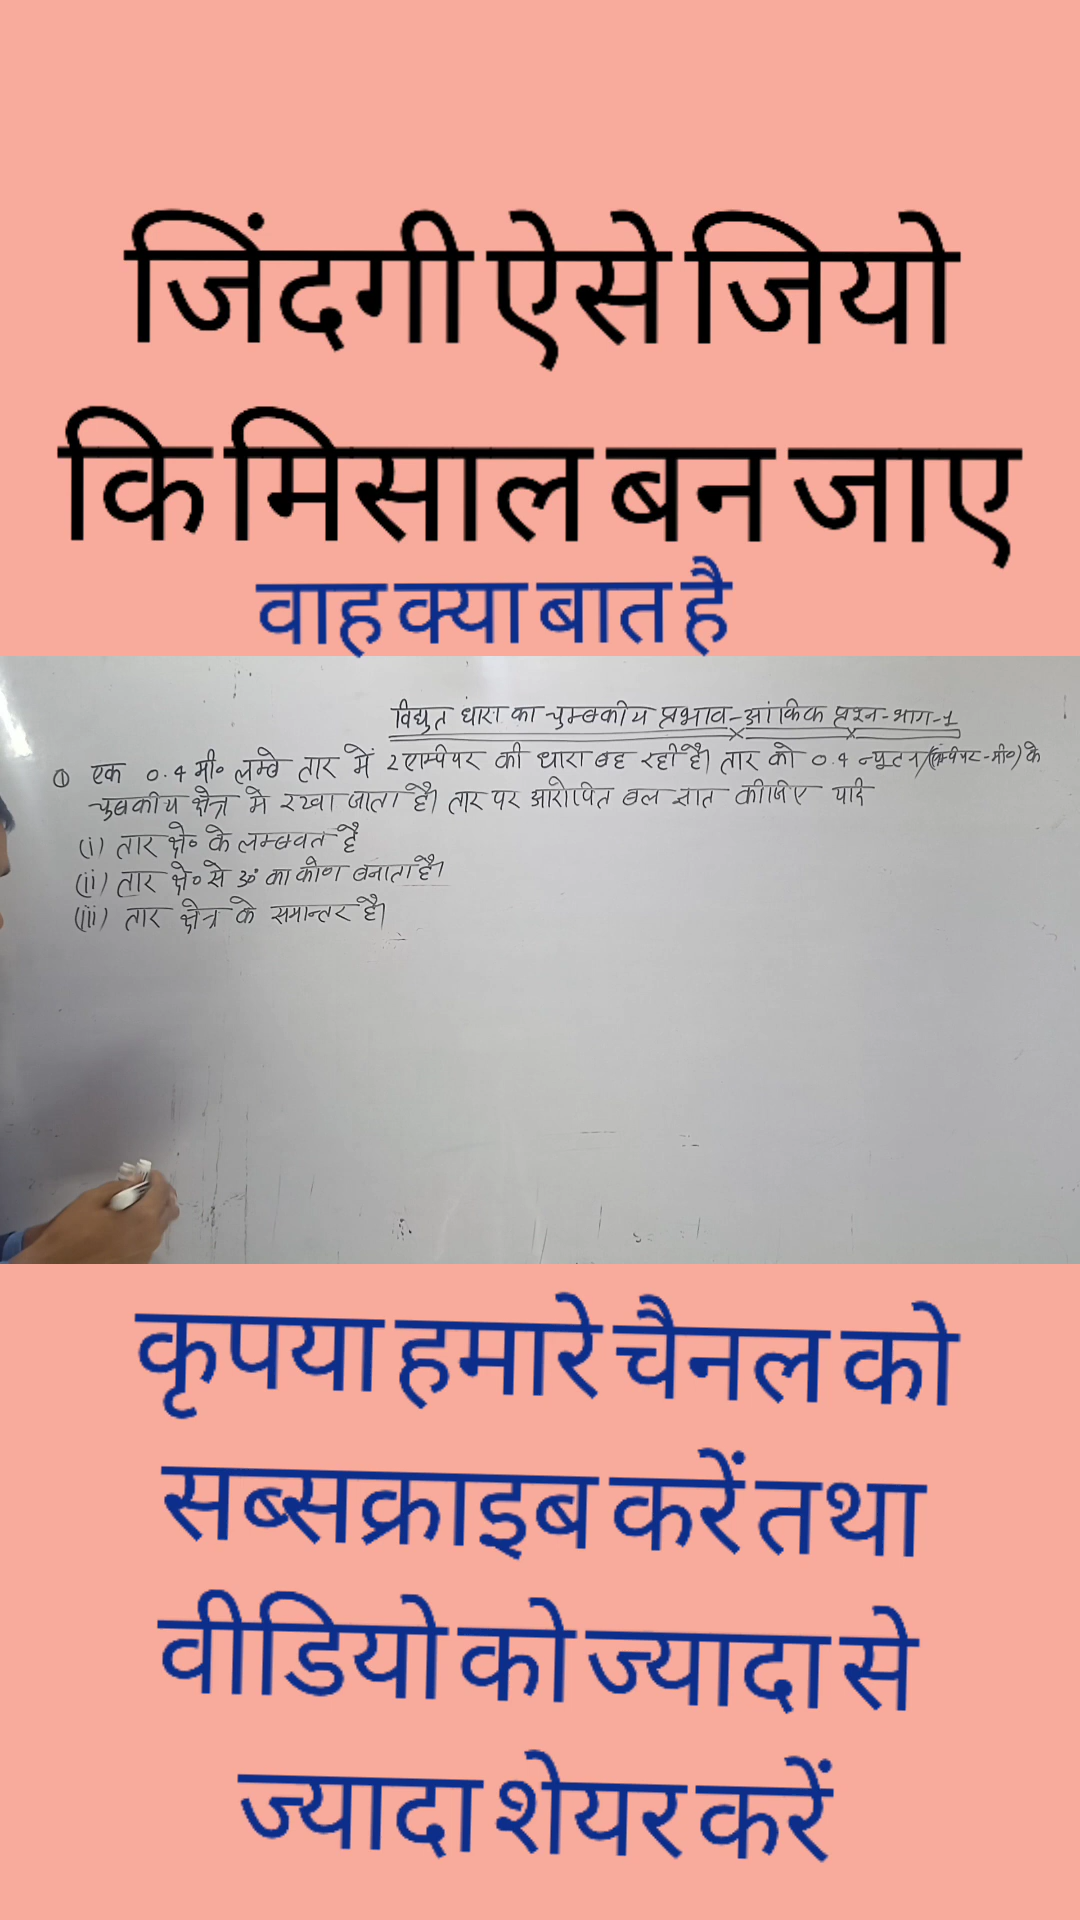 जिंदगी ऐसे जियो
कि मिसाल बन जाए
वाह क्या बात है
विद्युत धारा का चुम्बकीय प्रभाव-आंकिक प्रश्न-भाग-1
① एक 0.4 मी० लम्बे तार में 2 एम्पियर की धारा बह रही है। तार को 0.4 न्यूटन/(एम्पियर-मी०) के
चुम्बकीय क्षेत्र मे रखा जाता है। तार पर आरोपित बल ज्ञात कीजिए यदि
(i) तार क्षे० के लम्बवत है
(ii) तार क्षे० से 30° का कोण बनाता है।
(iii) तार क्षेत्र के समान्तर है।
कृपया हमारे चैनल को
सब्सक्राइब करें तथा
वीडियो को ज्यादा से
ज्यादा शेयर करें